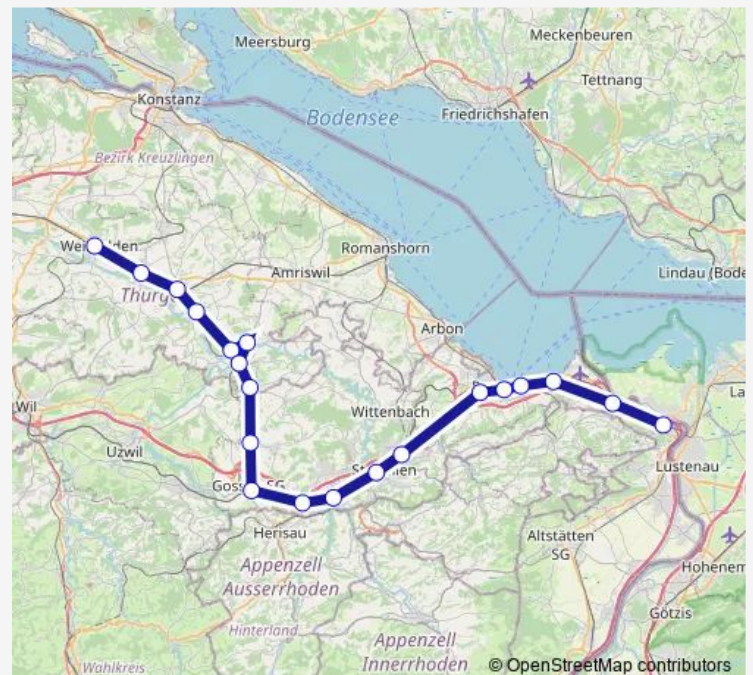 Meersburg
Meckenbeuren
Tettnang
Konstanz
Bodensee
Friedrichshafen
Bezirk Kreuzlingen
Romanshorn
Amriswil
Lindau (Bode
Thurg
Arbon
Wil
Wittenbach
Uzwil
Lustenau
Herisau
Altstätten
SG
Appenzell
Ausserrhoden
Hohenem
Götzis
Hinterland
Appenzell
Innerrhoden
Wahlkreis
© OpenStreetMap contributors